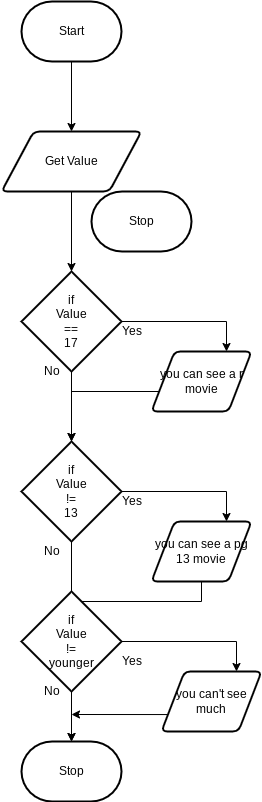 Start
Get Value
Stop
if
Value
==
17
Yes
No
you can see a r
movie
if
Value
!=
13
Yes
No
you can see a pg
13 movie
if
Value
!=
younger
Yes
No
you can't see
much
Stop